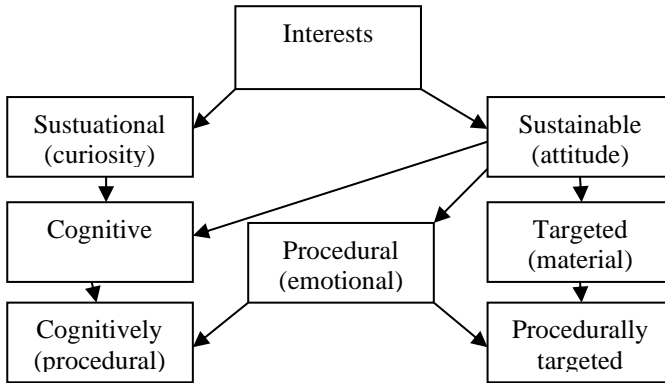 Interests
Sustuational
(curiosity)
Sustainable
(attitude)
Cognitive
Procedural
(emotional)
Targeted
(material)
Cognitively
(procedural)
Procedurally
targeted